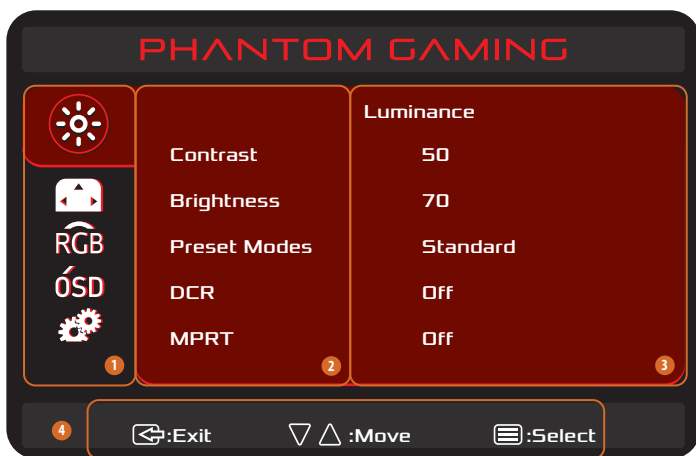 PHANTOM GAMING
Luminance
Contrast 50
Brightness 70
Preset Modes Standard
RGB
OSD
DCR Off
MPRT Off
1 2 3
4 :Exit :Move :Select